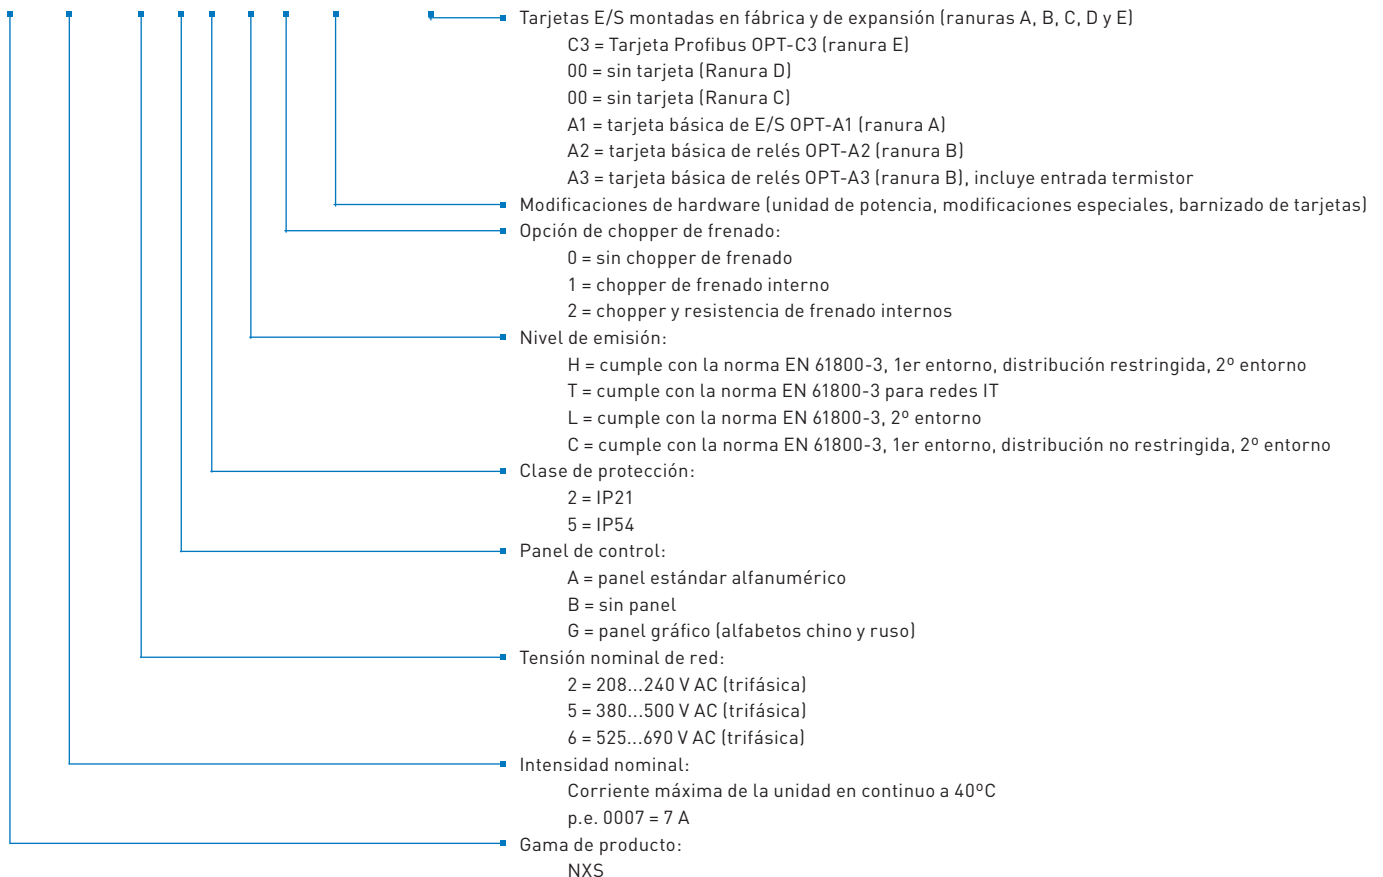 Tarjetas E/S montadas en fábrica y de expansión (ranuras A, B, C, D y E)
C3 = Tarjeta Profibus OPT-C3 (ranura E)
00 = sin tarjeta (Ranura D)
00 = sin tarjeta (Ranura C)
A1 = tarjeta básica de E/S OPT-A1 (ranura A)
A2 = tarjeta básica de relés OPT-A2 (ranura B)
A3 = tarjeta básica de relés OPT-A3 (ranura B), incluye entrada termistor
Modificaciones de hardware (unidad de potencia, modificaciones especiales, barnizado de tarjetas)
Opción de chopper de frenado:
0 = sin chopper de frenado
1 = chopper de frenado interno
2 = chopper y resistencia de frenado internos
Nivel de emisión:
H = cumple con la norma EN 61800-3, 1er entorno, distribución restringida, 2º entorno
T = cumple con la norma EN 61800-3 para redes IT
L = cumple con la norma EN 61800-3, 2º entorno
C = cumple con la norma EN 61800-3, 1er entorno, distribución no restringida, 2º entorno
Clase de protección:
2 = IP21
5 = IP54
Panel de control:
A = panel estándar alfanumérico
B = sin panel
G = panel gráfico (alfabetos chino y ruso)
Tensión nominal de red:
2 = 208...240 V AC (trifásica)
5 = 380...500 V AC (trifásica)
6 = 525...690 V AC (trifásica)
Intensidad nominal:
Corriente máxima de la unidad en continuo a 40ºC
p.e. 0007 = 7 A
Gama de producto:
NXS